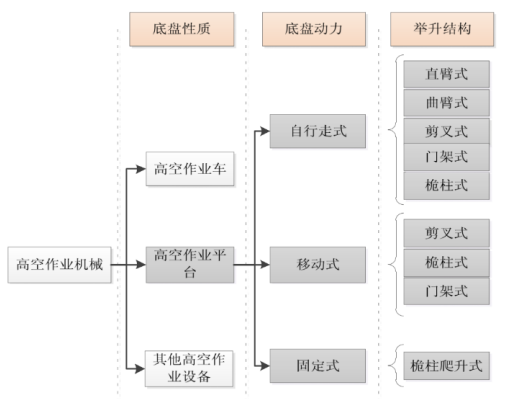 底盘性质
底盘动力
举升结构
直臂式
曲臂式
自行走式
剪叉式
门架式
高空作业车
桅柱式
剪叉式
高空作业机械
高空作业平
台
移动式
桅柱式
门架式
其他高空作
业设备
固定式
桅柱爬升式